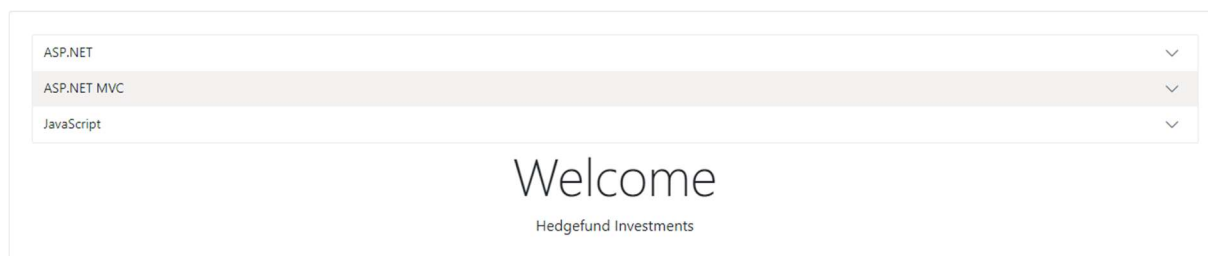 ASP.NET
ASP.NET MVC
JavaScript
Welcome
Hedgefund Investments